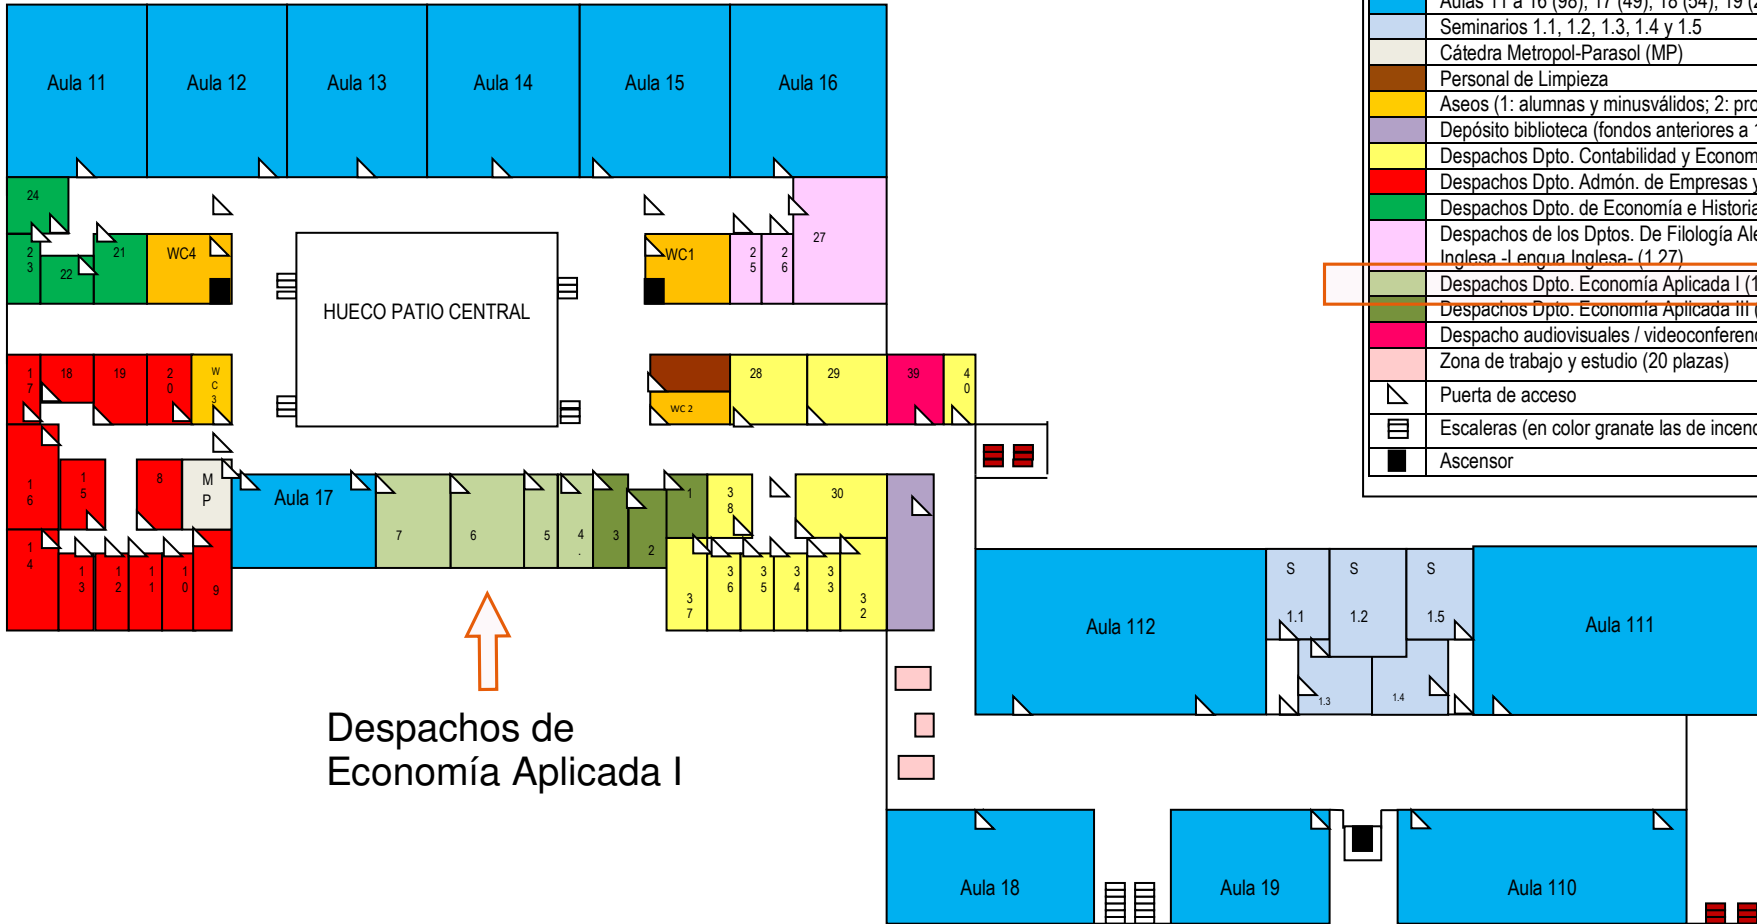 Aulas 11 a 16 (98), 17 (49), 18 (54), 19 (
Seminarios 1.1, 1.2, 1.3, 1.4 y 1.5
Cátedra Metropol-Parasol (MP)
Personal de Limpieza
Aseos (1: alumnas y minusválidos; 2: pro
Depósito biblioteca (fondos anteriores a 1
Despachos Dpto. Contabilidad y Econom
Despachos Dpto. Admón. de Empresas y
Despachos Dpto. de Economía e Historia
Despachos de los Dptos. De Filología Ale
Inglesa -Lengua Inglesa- (1.27)
Despachos Dpto. Economía Aplicada I (1
Despachos Dpto. Economía Aplicada III (
Despacho audiovisuales / videoconferenc
Zona de trabajo y estudio (20 plazas)
Puerta de acceso
Escaleras (en color granate las de incend
Ascensor
Aula 11
Aula 12
Aula 13
Aula 14
Aula 15
Aula 16
24
23
22
21
WC4
WC1
25
26
27
HUECO PATIO CENTRAL
17
18
19
20
WC3
WC 2
28
29
39
40
16
15
8
MP
Aula 17
7
6
5
4.
3
2
1
38
30
14
13
12
11
10
9
37
36
35
34
33
32
Despachos de
Economía Aplicada I
Aula 112
S 1.1
S 1.2
S 1.5
1.3
1.4
Aula 111
Aula 18
Aula 19
Aula 110